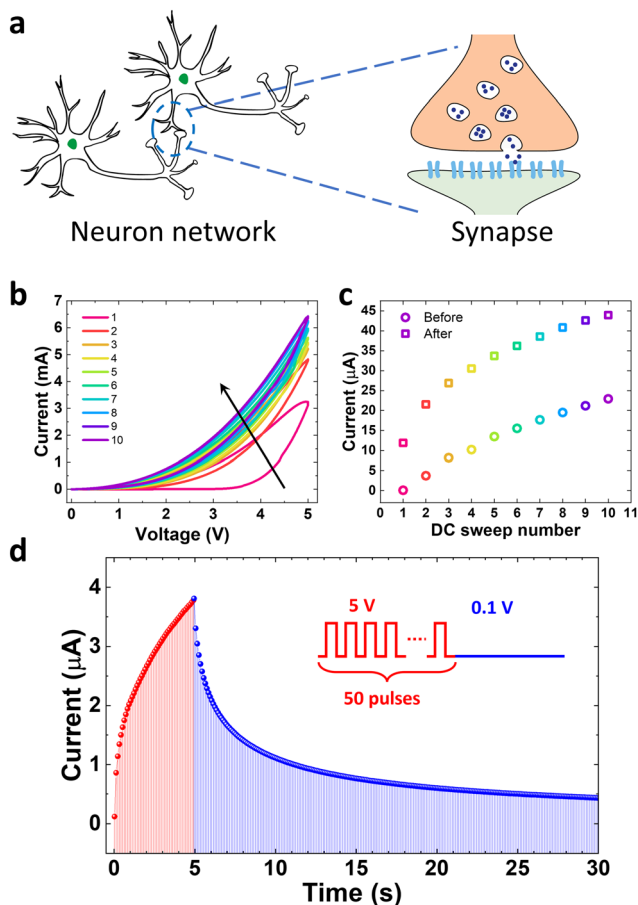 a
Neuron network
Synapse
b
7
6
5
4
3
2
1
0
Current (mA)
1
2
3
4
5
6
7
8
9
10
0 1 2 3 4 5
Voltage (V)
c
45
40
35
30
25
20
15
10
5
0
Current (μA)
Before
After
0 1 2 3 4 5 6 7 8 9 10 11
DC sweep number
d
4
3
2
1
0
Current (μA)
5 V
0.1 V
50 pulses
0 5 10 15 20 25 30
Time (s)